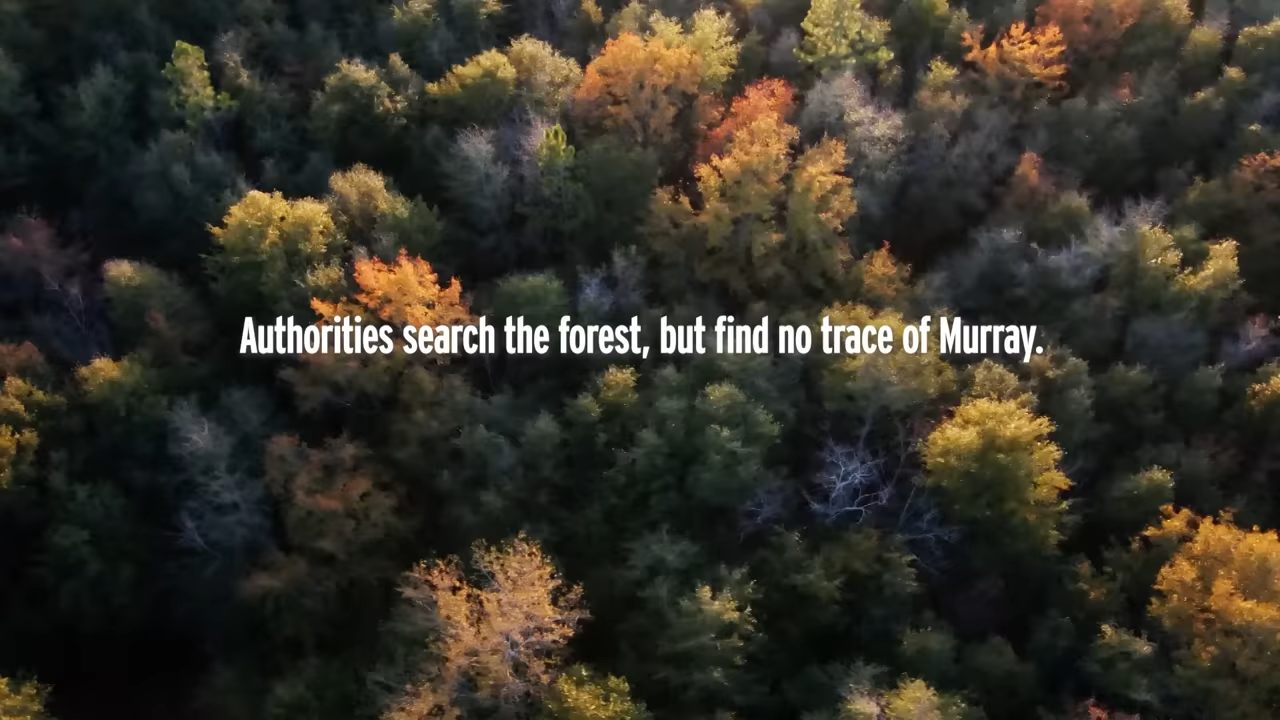 Authorities search the forest, but find no trace of Murray.